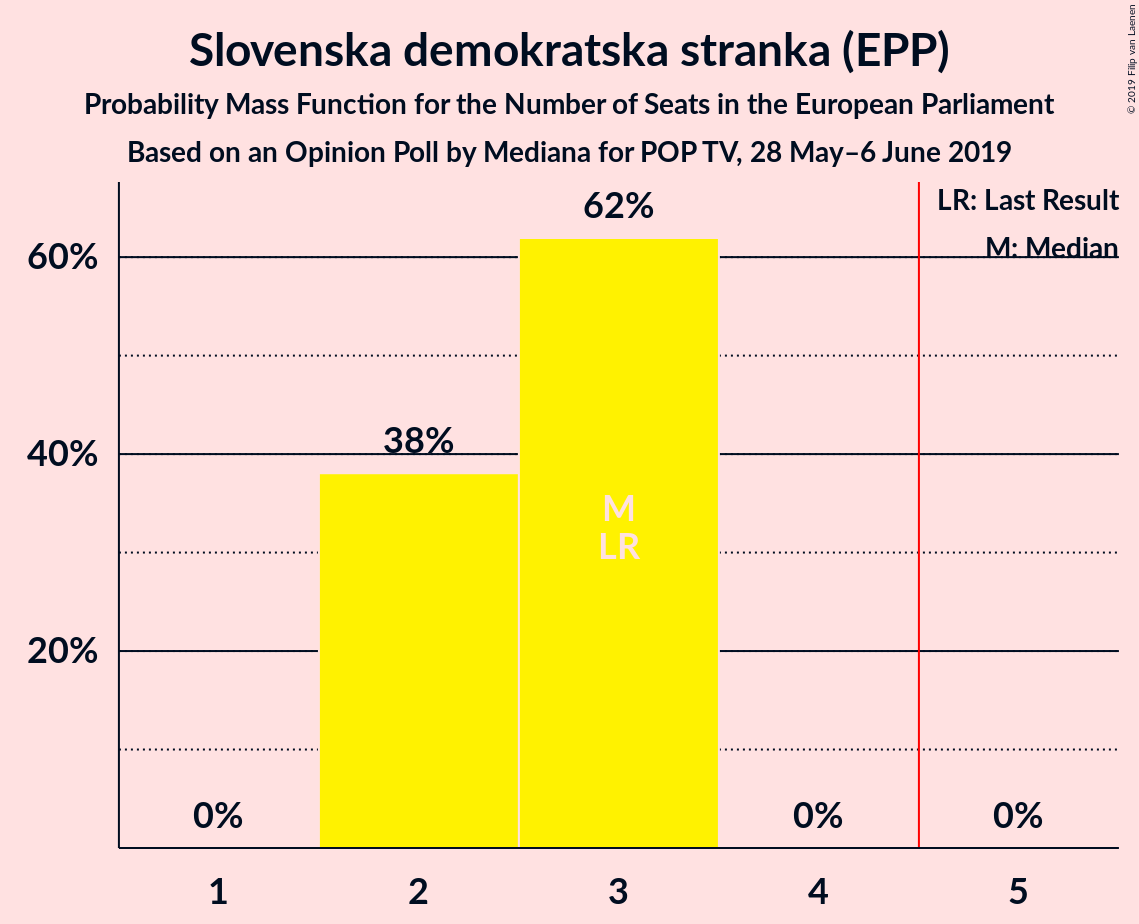 Slovenska demokratska stranka (EPP)
Probability Mass Function for the Number of Seats in the European Parliament
Based on an Opinion Poll by Mediana for POP TV, 28 May–6 June 2019
© 2019 Filip van Laenen
LR: Last Result
M: Median
62%
60%
38%
40%
M
LR
20%
0%
0%
0%
1
2
3
4
5